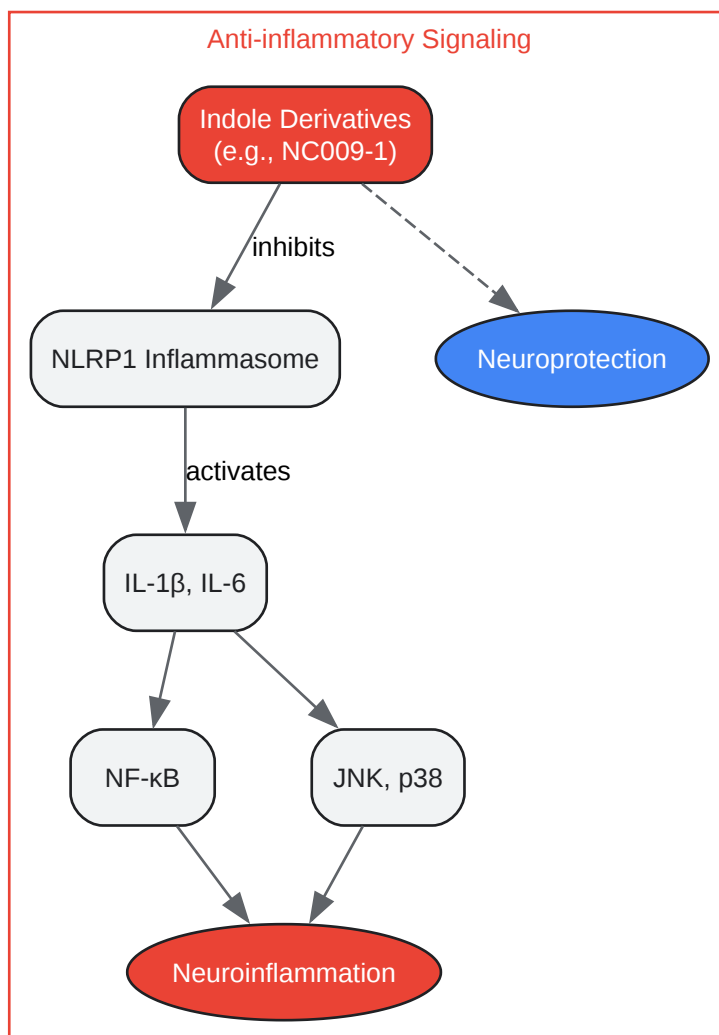 Anti-inflammatory Signaling
Indole Derivatives
(e.g., NC009-1)
inhibits
NLRP1 Inflammasome
Neuroprotection
activates
IL-1β, IL-6
NF-κB
JNK, p38
Neuroinflammation